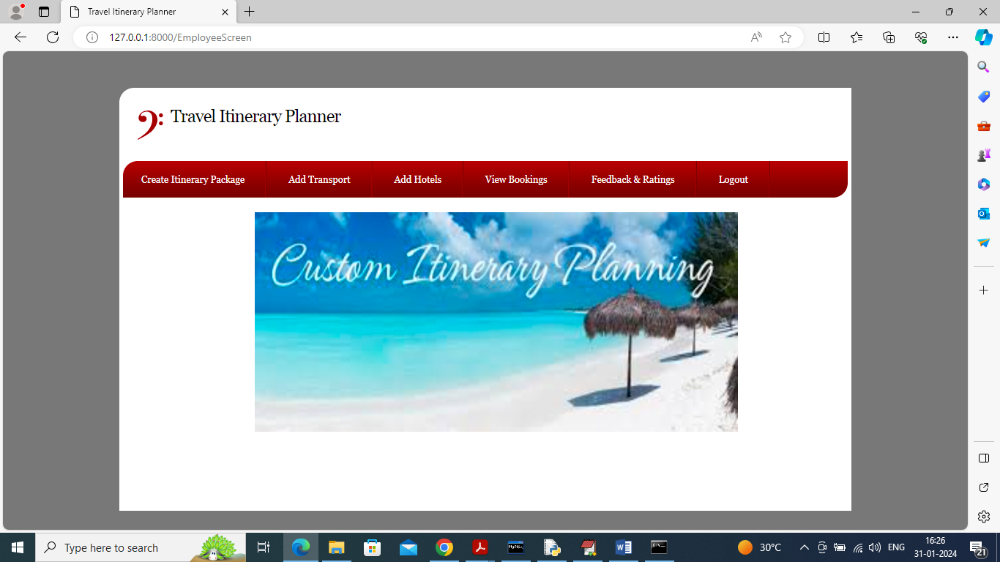 Travel Itinerary Planner
127.0.0.1:8000/EmployeeScreen
Travel Itinerary Planner
Create Itinerary Package
Add Transport
Add Hotels
View Bookings
Feedback & Ratings
Logout
Custom Itinerary Planning
Type here to search
30°C
ENG
16:26
31-01-2024
21